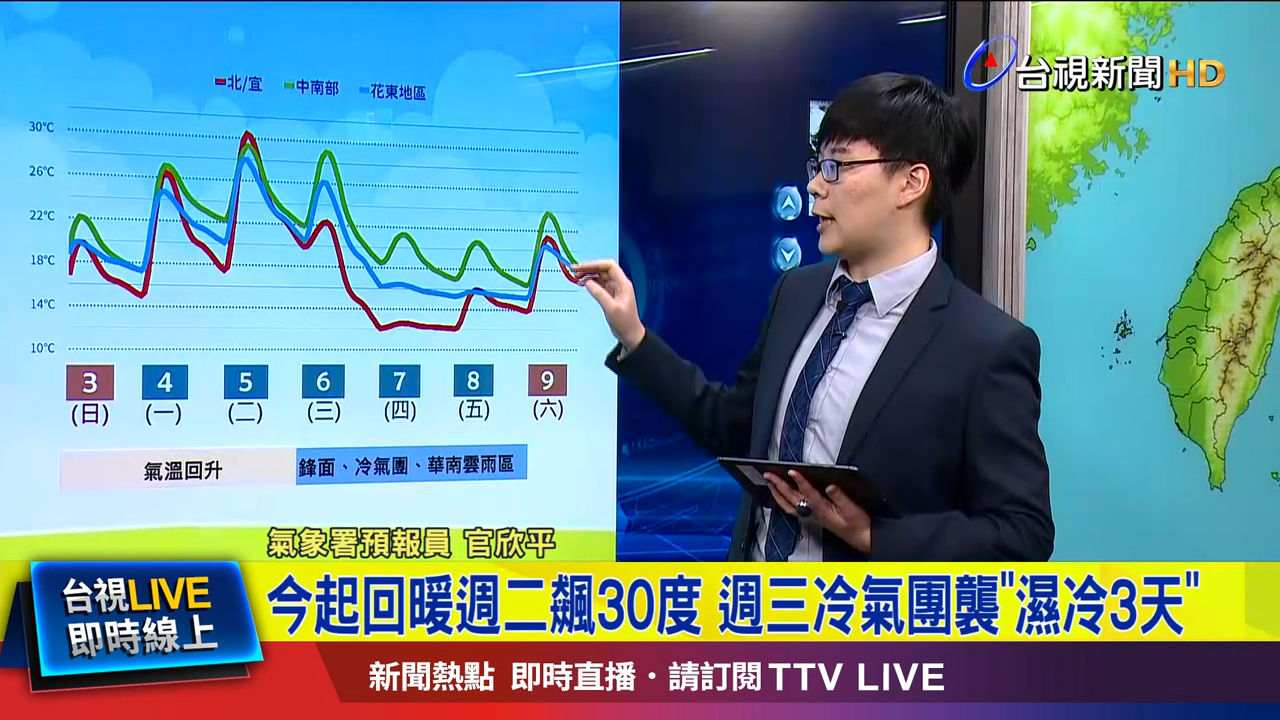 台視新聞HD
北/宜 中南部 花東地區
30℃
26℃
22℃
18℃
14℃
10℃
3 4 5 6 7 8 9
(日) (一) (二) (三) (四) (五) (六)
氣溫回升 鋒面、冷氣團、華南雲雨區
氣象署預報員 官欣平
台視LIVE
即時線上
今起回暖週二飆30度 週三冷氣團襲"濕冷3天"
新聞熱點 即時直播・請訂閱TTV LIVE